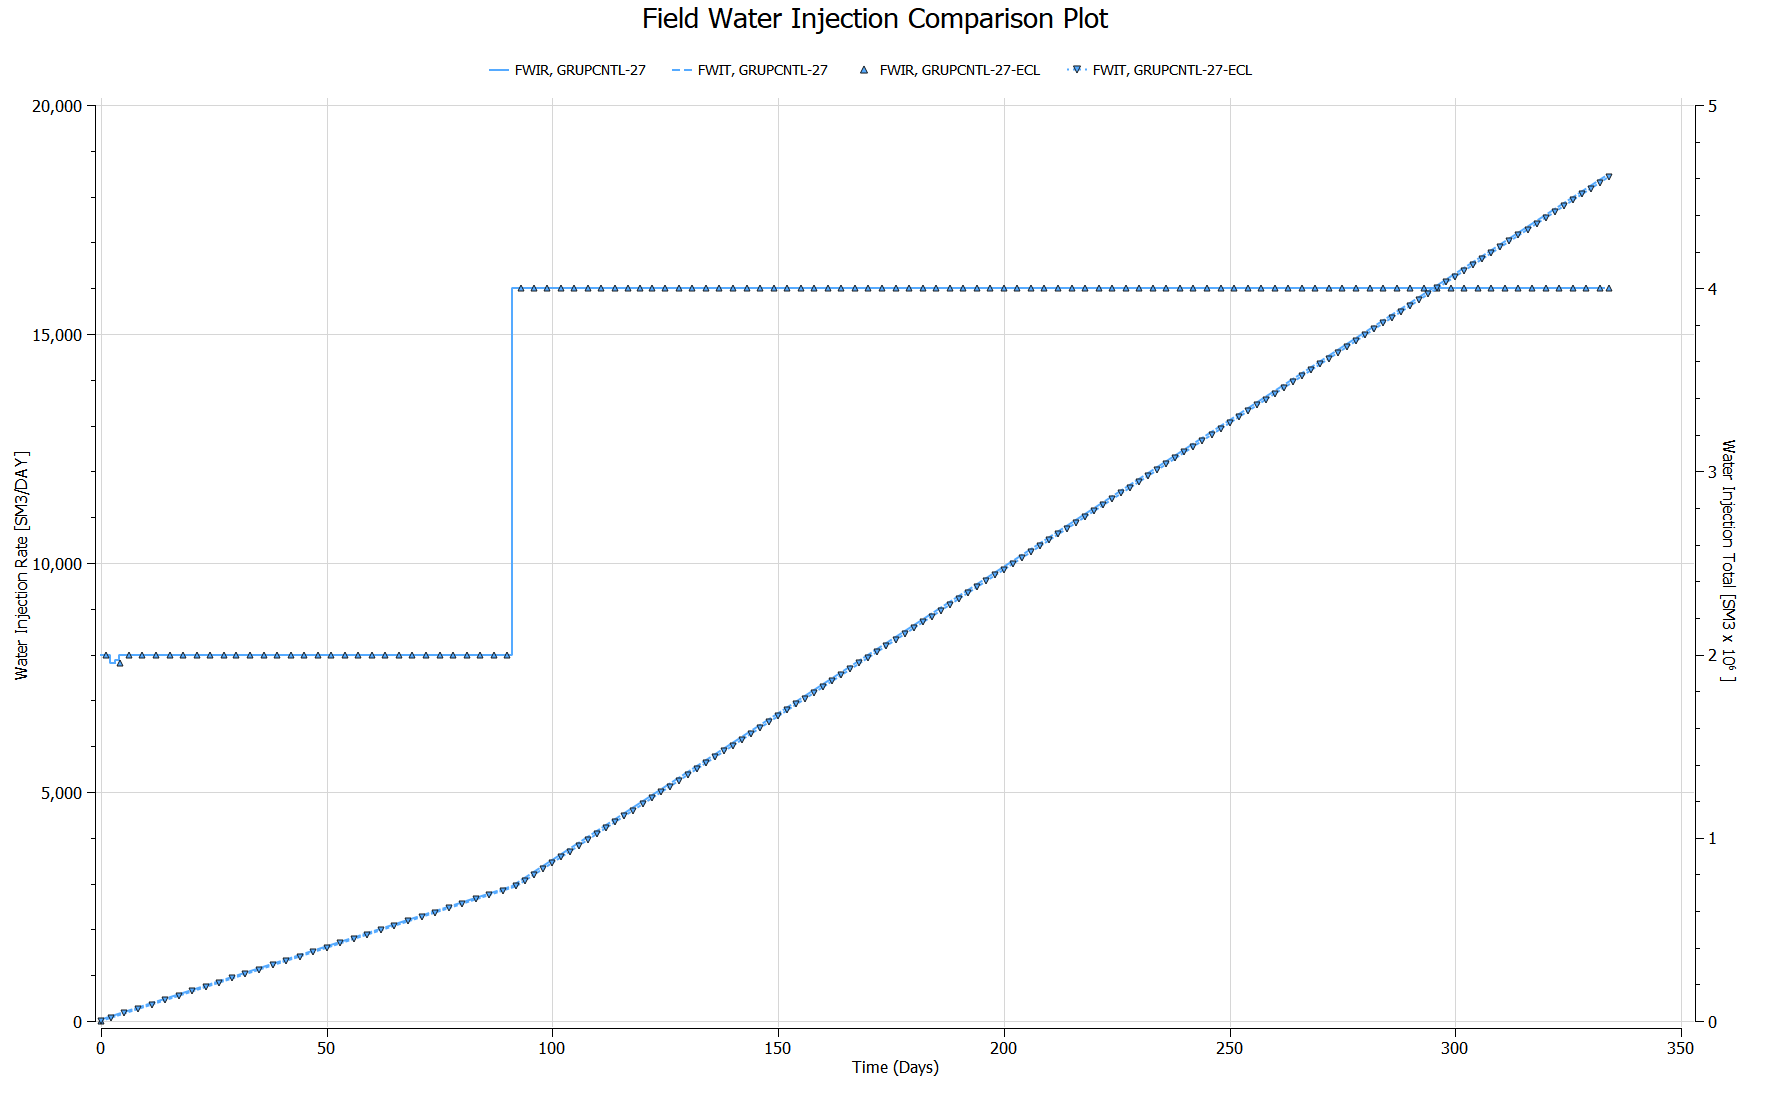 Field Water Injection Comparison Plot
FWIR, GRUPCNTL-27 FWIT, GRUPCNTL-27 FWIR, GRUPCNTL-27-ECL FWIT, GRUPCNTL-27-ECL
20,000
15,000
10,000
5,000
0
Water Injection Rate [SM3/DAY]
5
4
3
2
1
0
Water Injection Total [SM3 x 10⁶ ]
0 50 100 150 200 250 300 350
Time (Days)